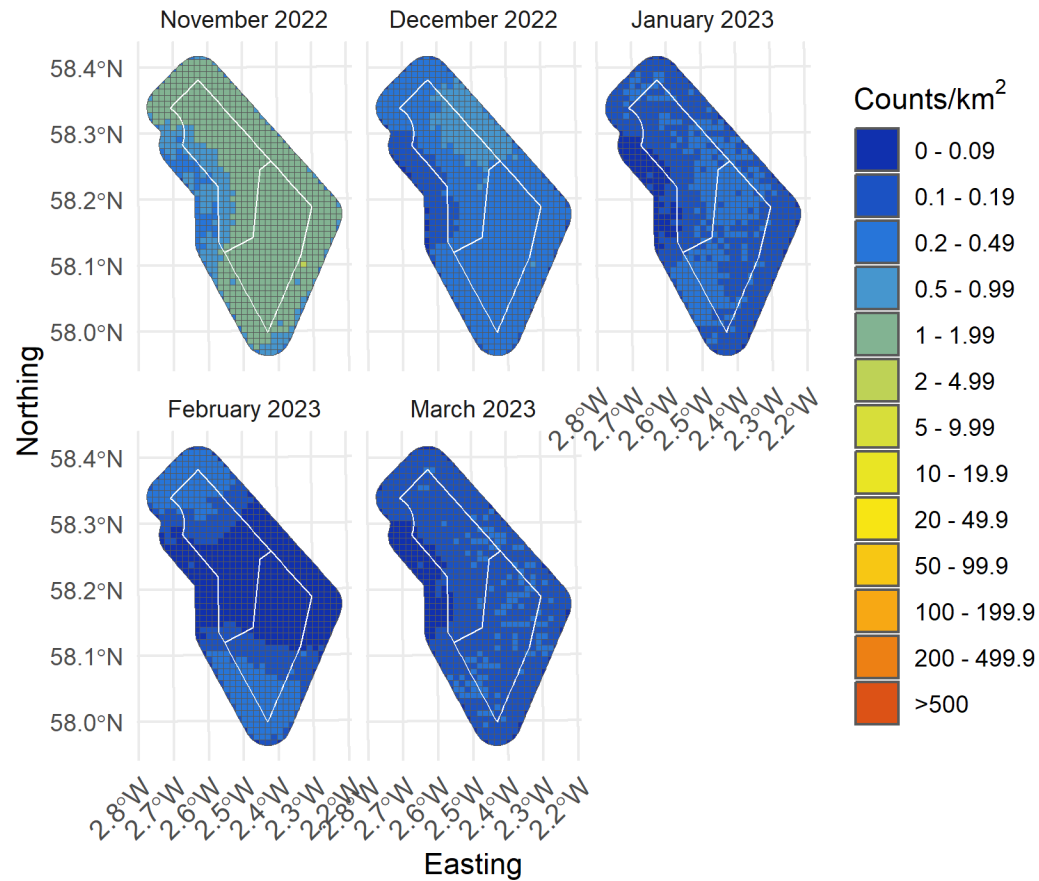 November 2022
December 2022
January 2023
58.4°N
58.3°N
58.2°N
58.1°N
58.0°N
2.8°W
2.7°W
2.6°W
2.5°W
2.4°W
2.3°W
2.2°W
Northing
February 2023
March 2023
58.4°N
58.3°N
58.2°N
58.1°N
58.0°N
2.8°W
2.7°W
2.6°W
2.5°W
2.4°W
2.3°W
2.2°W
2.8°W
2.7°W
2.6°W
2.5°W
2.4°W
2.3°W
2.2°W
Easting
Counts/km²
0 - 0.09
0.1 - 0.19
0.2 - 0.49
0.5 - 0.99
1 - 1.99
2 - 4.99
5 - 9.99
10 - 19.9
20 - 49.9
50 - 99.9
100 - 199.9
200 - 499.9
>500